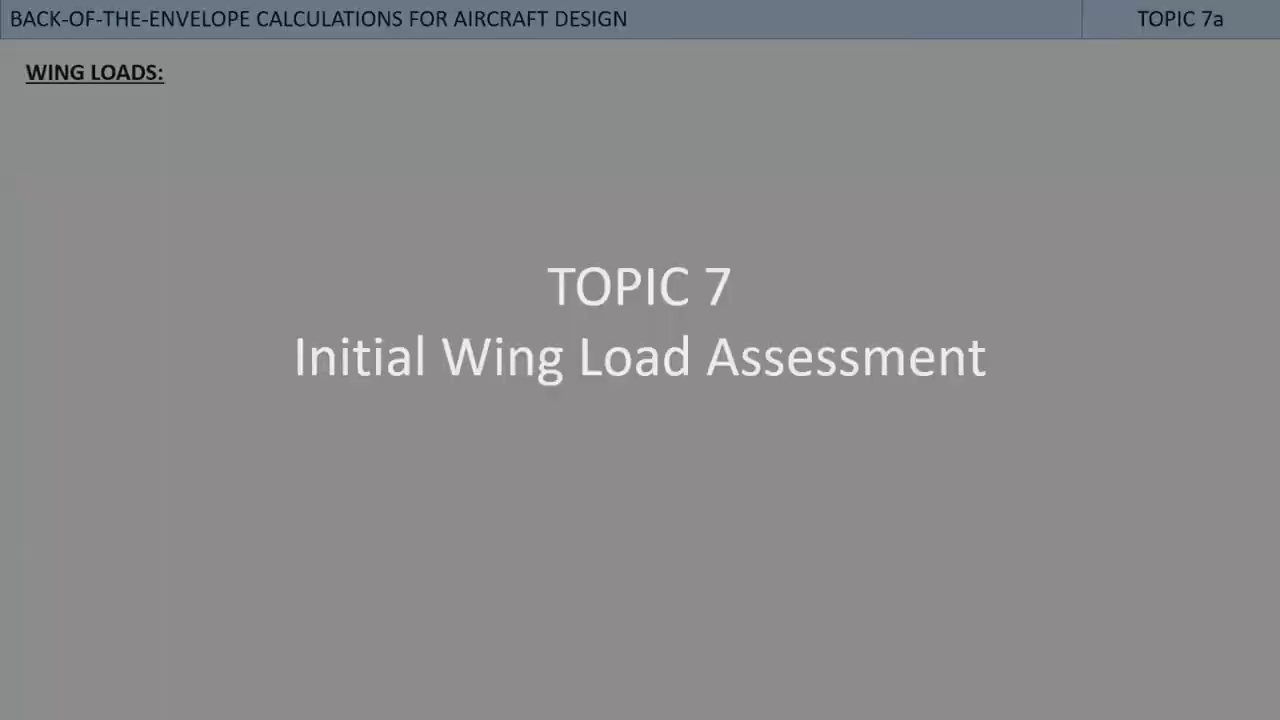 BACK-OF-THE-ENVELOPE CALCULATIONS FOR AIRCRAFT DESIGN
TOPIC 7a
WING LOADS:
TOPIC 7
Initial Wing Load Assessment